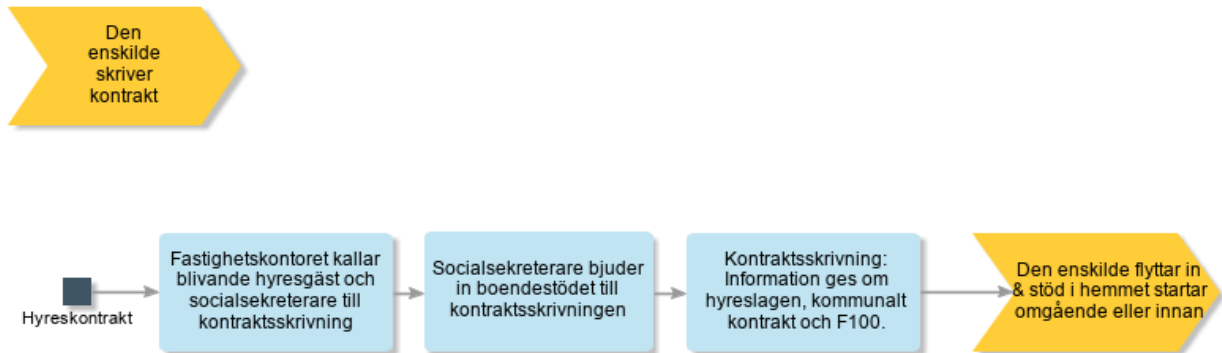 Den
enskilde
skriver
kontrakt
Hyreskontrakt
Fastighetskontoret kallar
blivande hyresgäst och
socialsekreterare till
kontraktsskrivning
Socialsekreterare bjuder
in boendestödet till
kontraktsskrivningen
Kontraktsskrivning:
Information ges om
hyreslagen, kommunalt
kontrakt och F100.
Den enskilde flyttar in
& stöd i hemmet startar
omgående eller innan